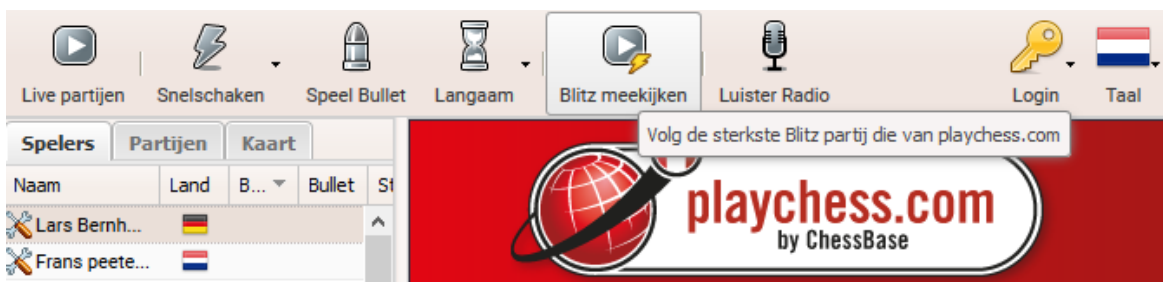 Live partijen
Snelschaken
Speel Bullet
Langaam
Blitz meekijken
Luister Radio
Login
Taal
Volg de sterkste Blitz partij die van playchess.com
Spelers
Partijen
Kaart
Naam
Land
B...
Bullet
St
Lars Bernh...
Frans peete...
playchess.com
by ChessBase